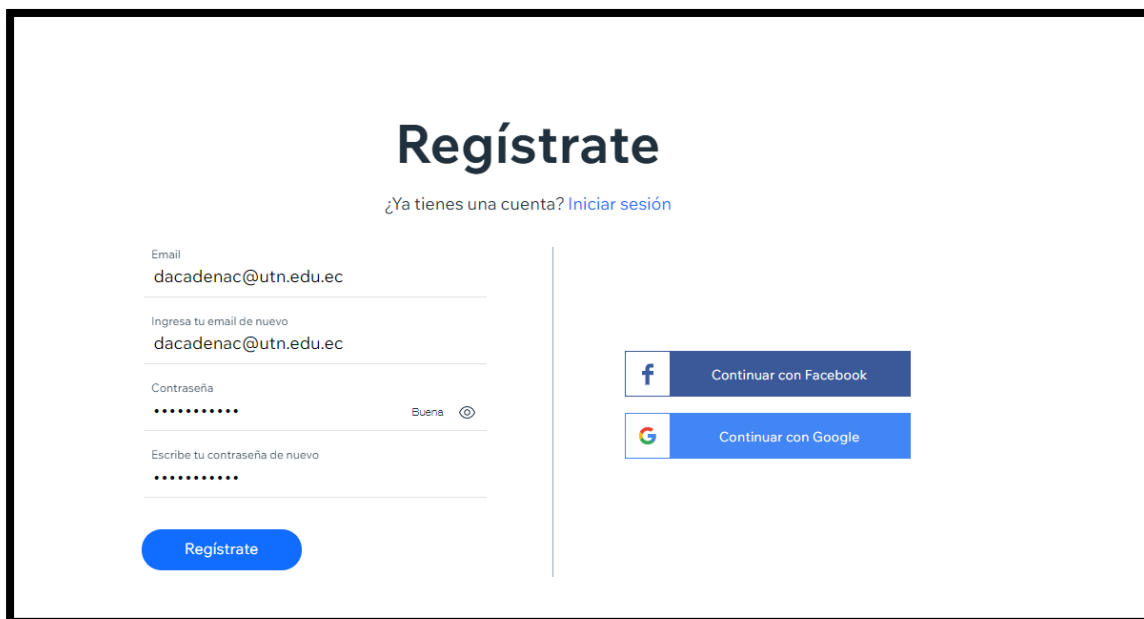 Regístrate
¿Ya tienes una cuenta? Iniciar sesión
Email
dacadenac@utn.edu.ec
Ingresa tu email de nuevo
dacadenac@utn.edu.ec
Contraseña
•••••••••••
Buena
Escribe tu contraseña de nuevo
•••••••••••
Regístrate
Continuar con Facebook
Continuar con Google